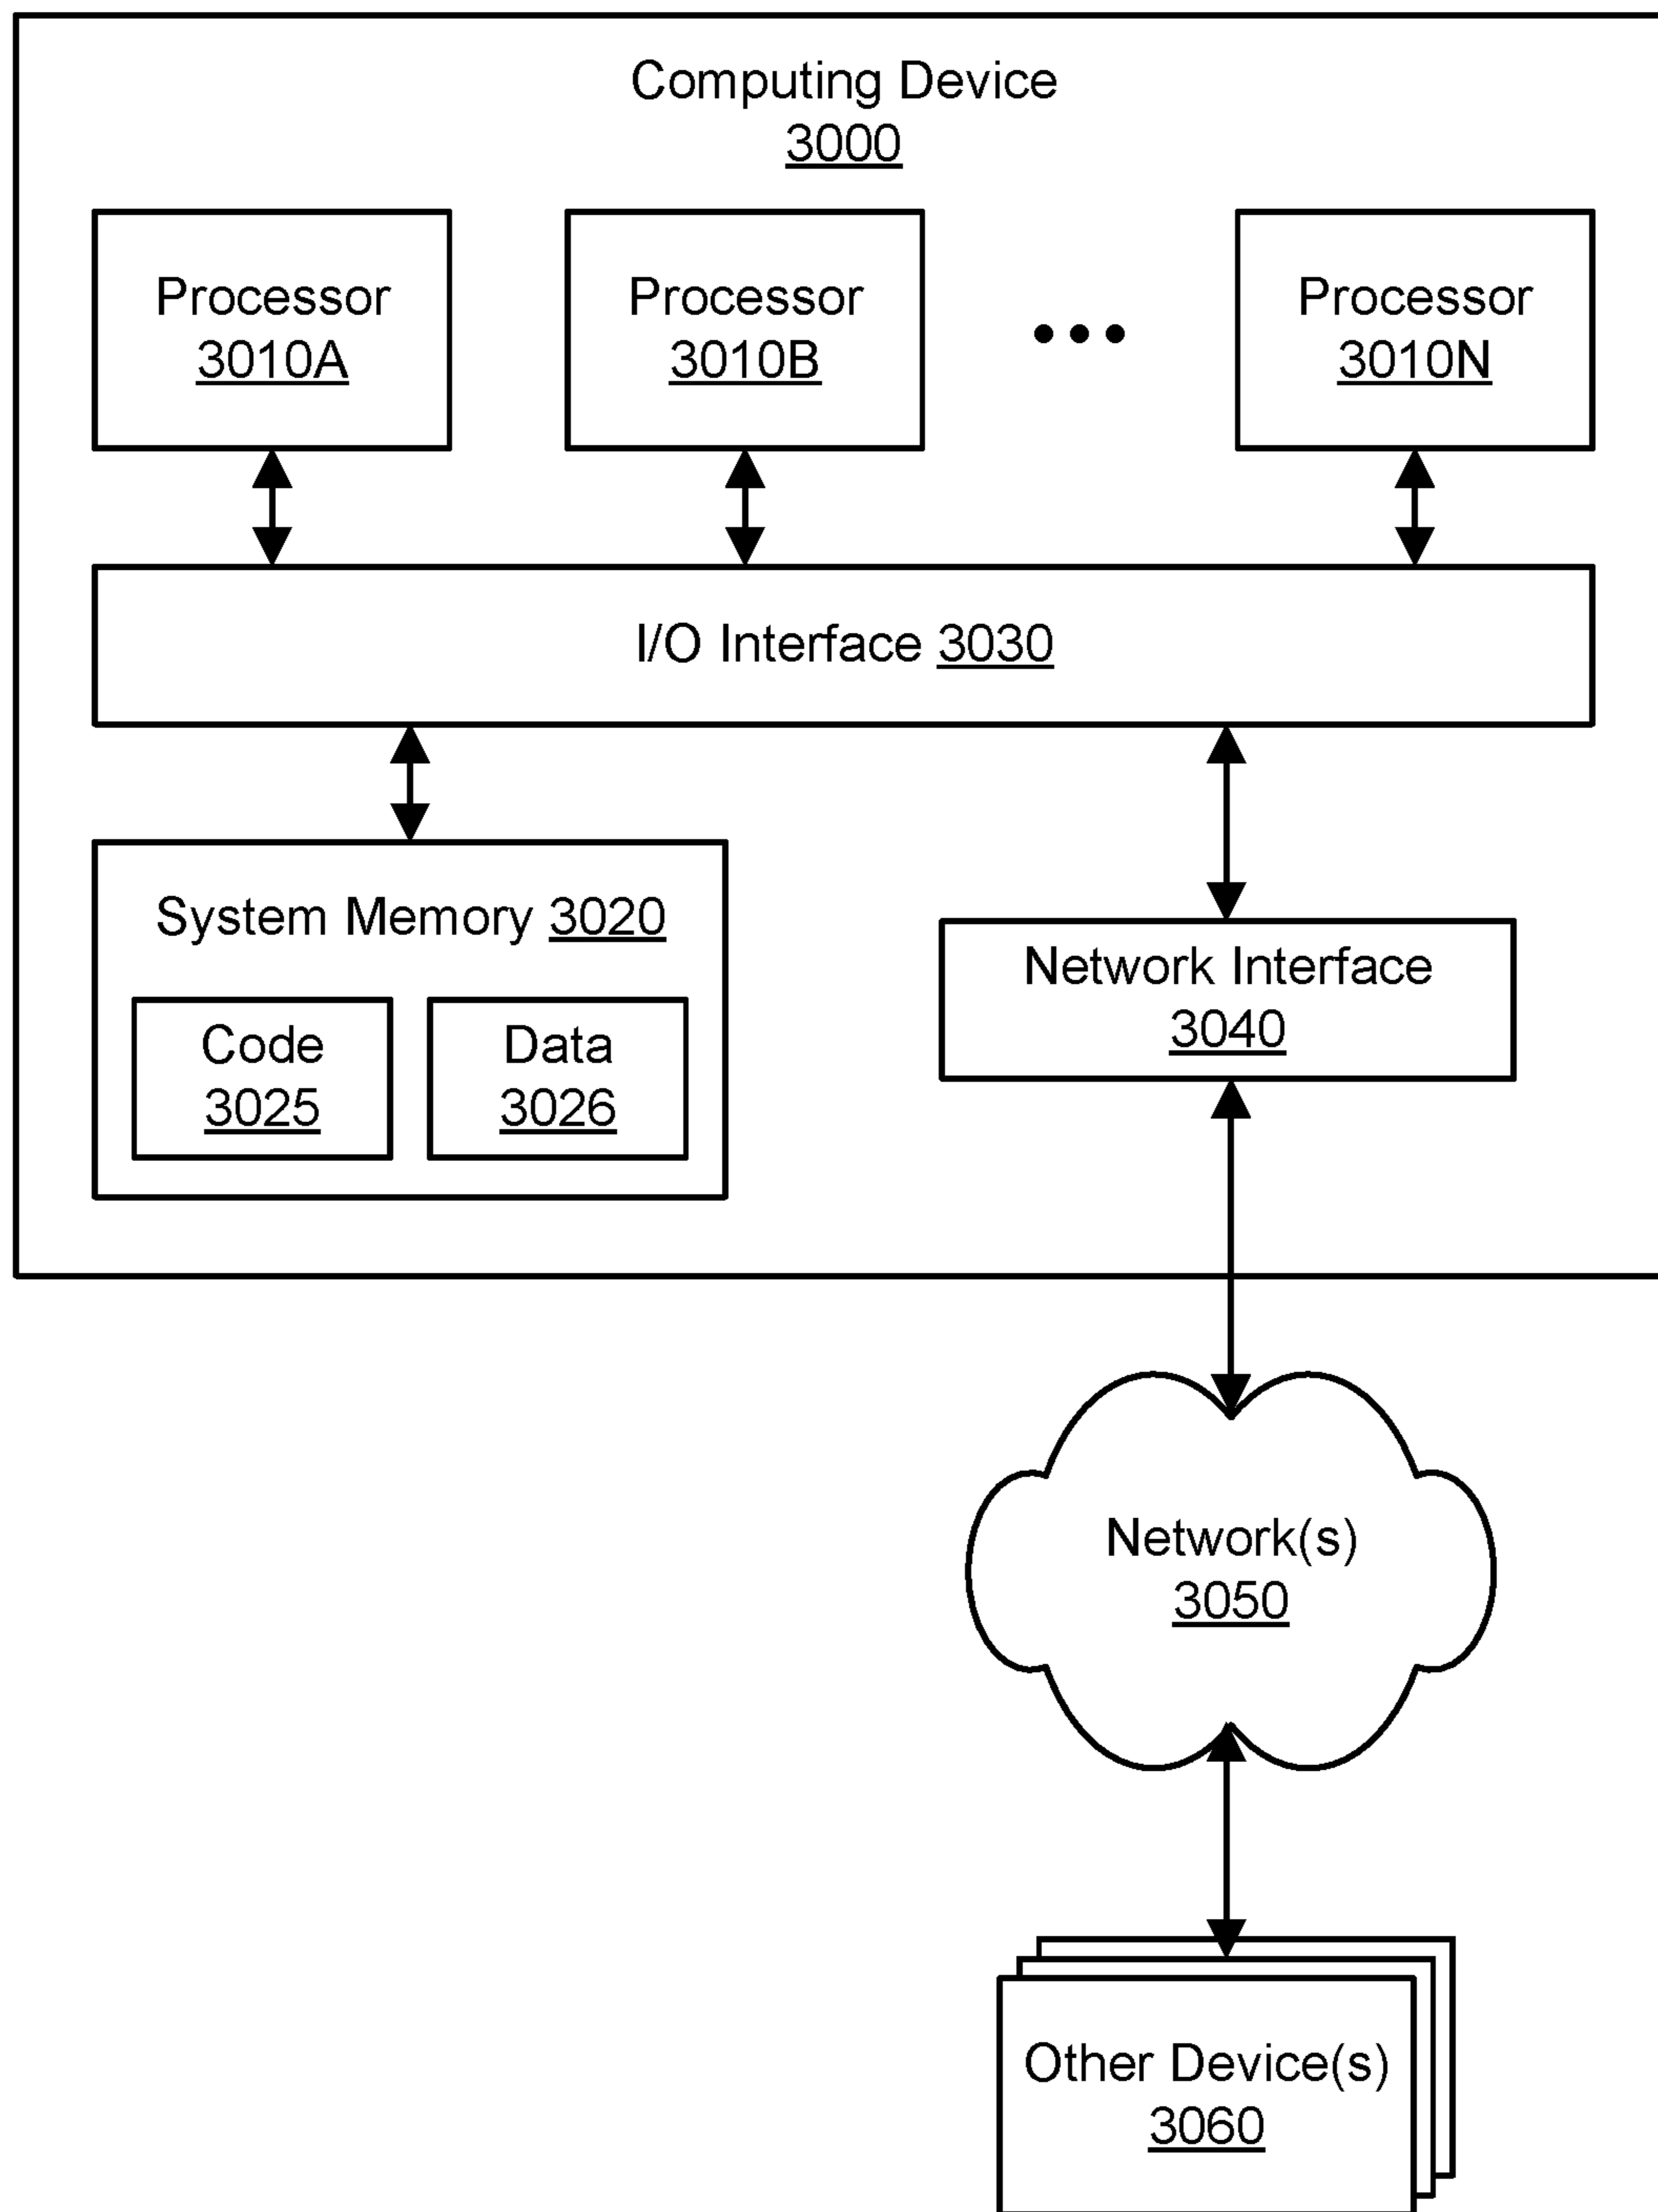 Computing Device
3000
Processor
3010A
Processor
3010B
Processor
3010N
I/O Interface 3030
System Memory 3020
Code
3025
Data
3026
Network Interface
3040
Network(s)
3050
Other Device(s)
3060